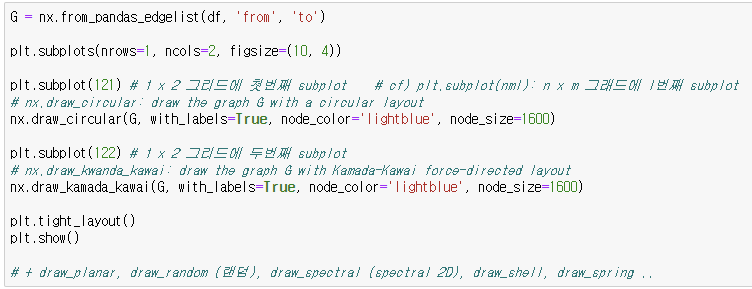 G = nx.from_pandas_edgelist(df, 'from', 'to')
plt.subplots(nrows=1, ncols=2, figsize=(10, 4))
plt.subplot(121) # 1 x 2 그리드에 첫번째 subplot    # cf) plt.subplot(nml): n x m 그래드에 l번째 subplot
# nx.draw_circular: draw the graph G with a circular layout
nx.draw_circular(G, with_labels=True, node_color='lightblue', node_size=1600)
plt.subplot(122) # 1 x 2 그리드에 두번째 subplot
# nx.draw_kwanda_kawai: draw the graph G with Kamada-Kawai force-directed layout
nx.draw_kamada_kawai(G, with_labels=True, node_color='lightblue', node_size=1600)
plt.tight_layout()
plt.show()
# + draw_planar, draw_random (랜덤), draw_spectral (spectral 2D), draw_shell, draw_spring ..